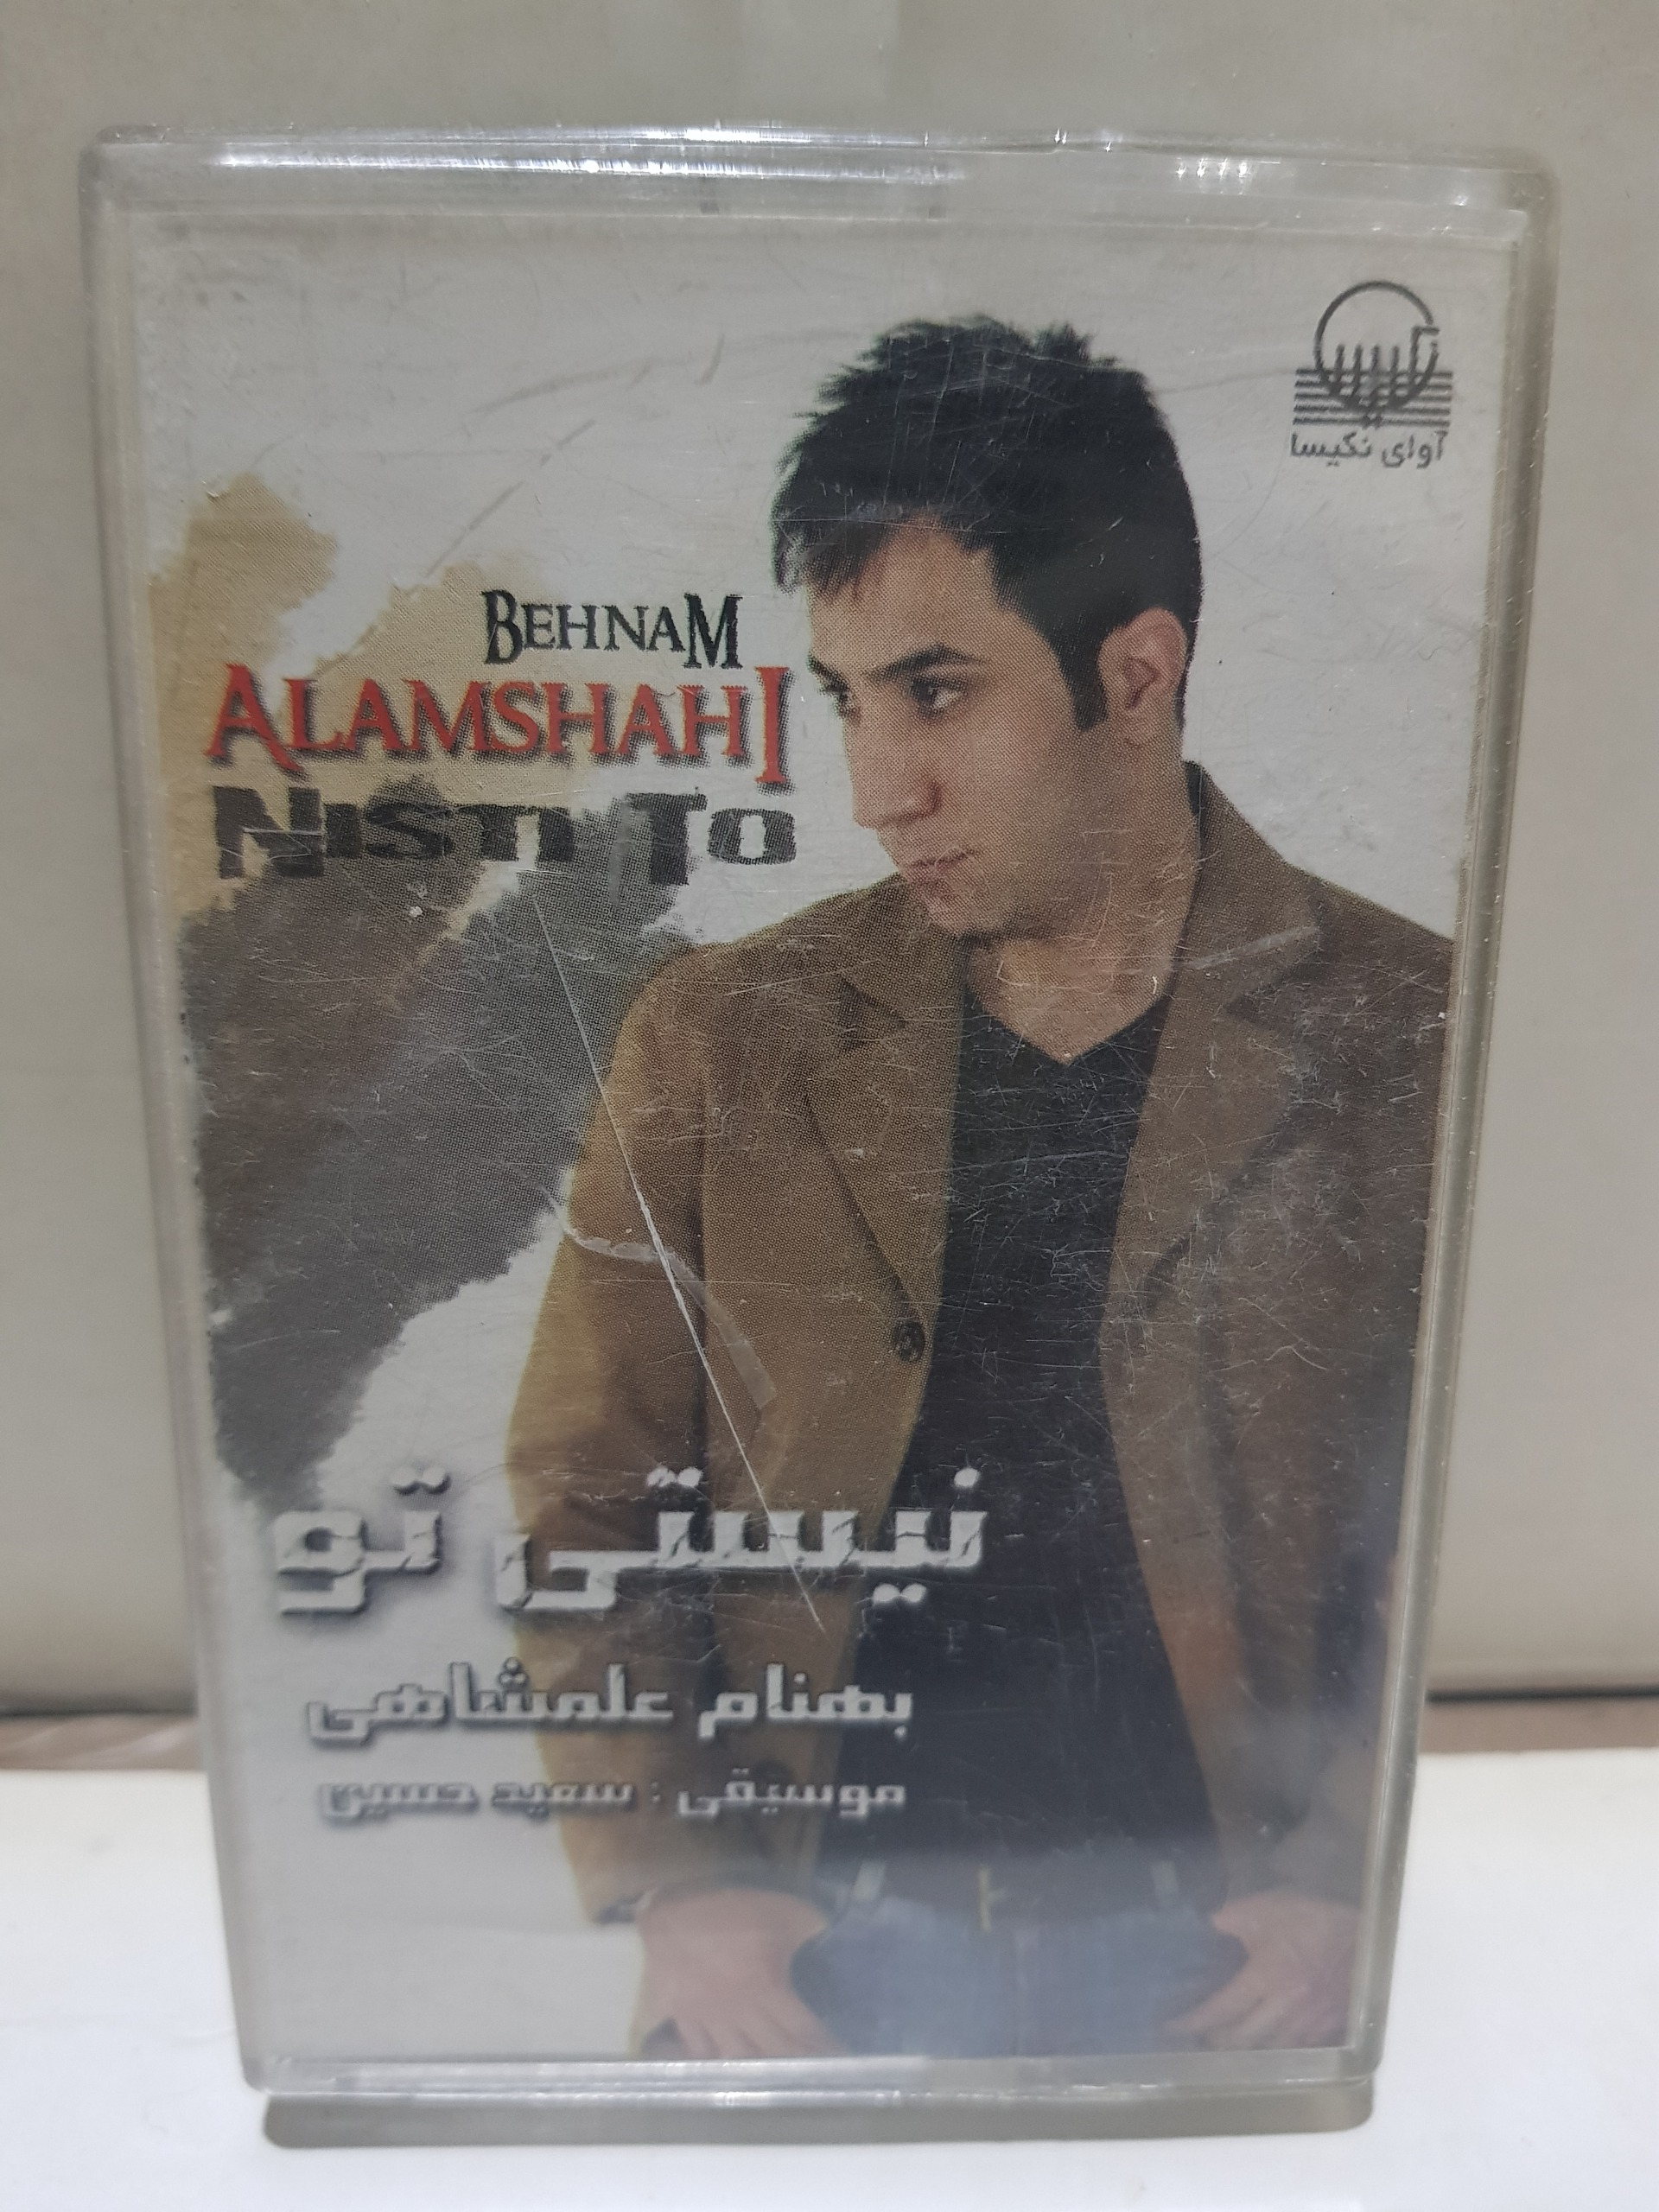 آوای نکیسا
BEHNAM
ALAMSHAHI
NISTI TO
نیستی تو
بهنام علمشاهی
موسیقی : سعید حسینی